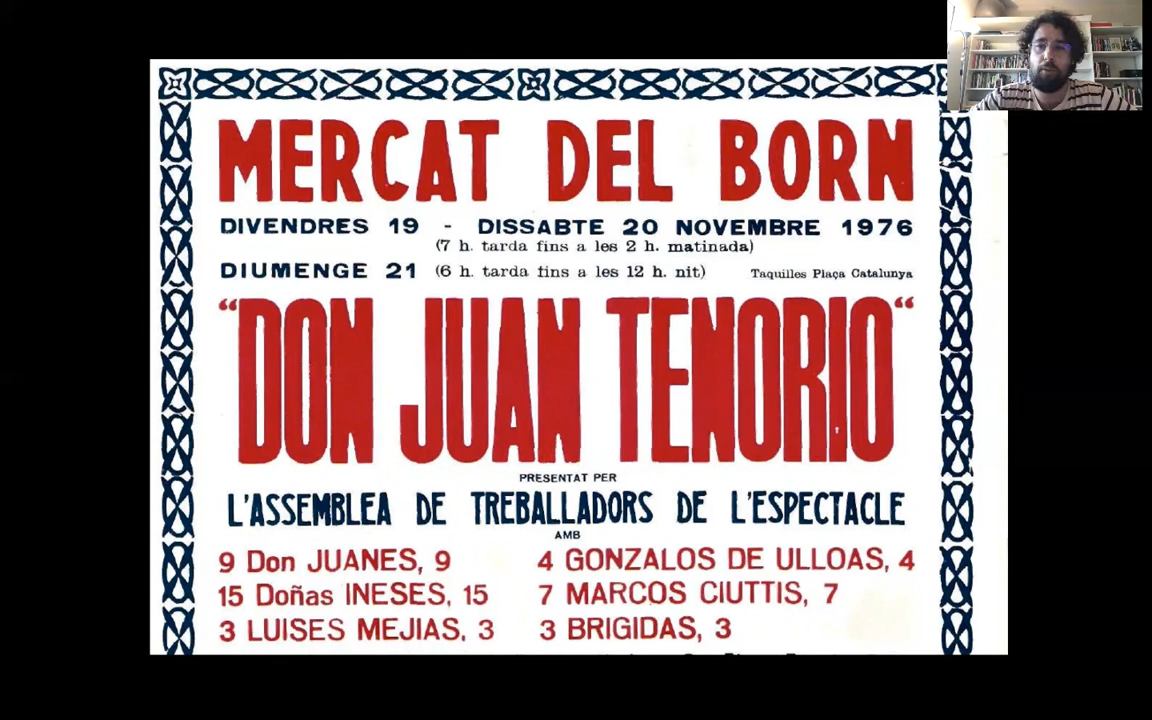 MERCAT DEL BORN
DIVENDRES 19 - DISSABTE 20 NOVEMBRE 1976
(7 h. tarda fins a les 2 h. matinada)
DIUMENGE 21 (6 h. tarda fins a les 12 h. nit) Taquilles Plaça Catalunya
“DON JUAN TENORIO“
PRESENTAT PER
L'ASSEMBLEA DE TREBALLADORS DE L'ESPECTACLE
AMB
9 Don JUANES, 9 4 GONZALOS DE ULLOAS, 4
15 Doñas INESES, 15 7 MARCOS CIUTTIS, 7
3 LUISES MEJIAS, 3 3 BRIGIDAS, 3